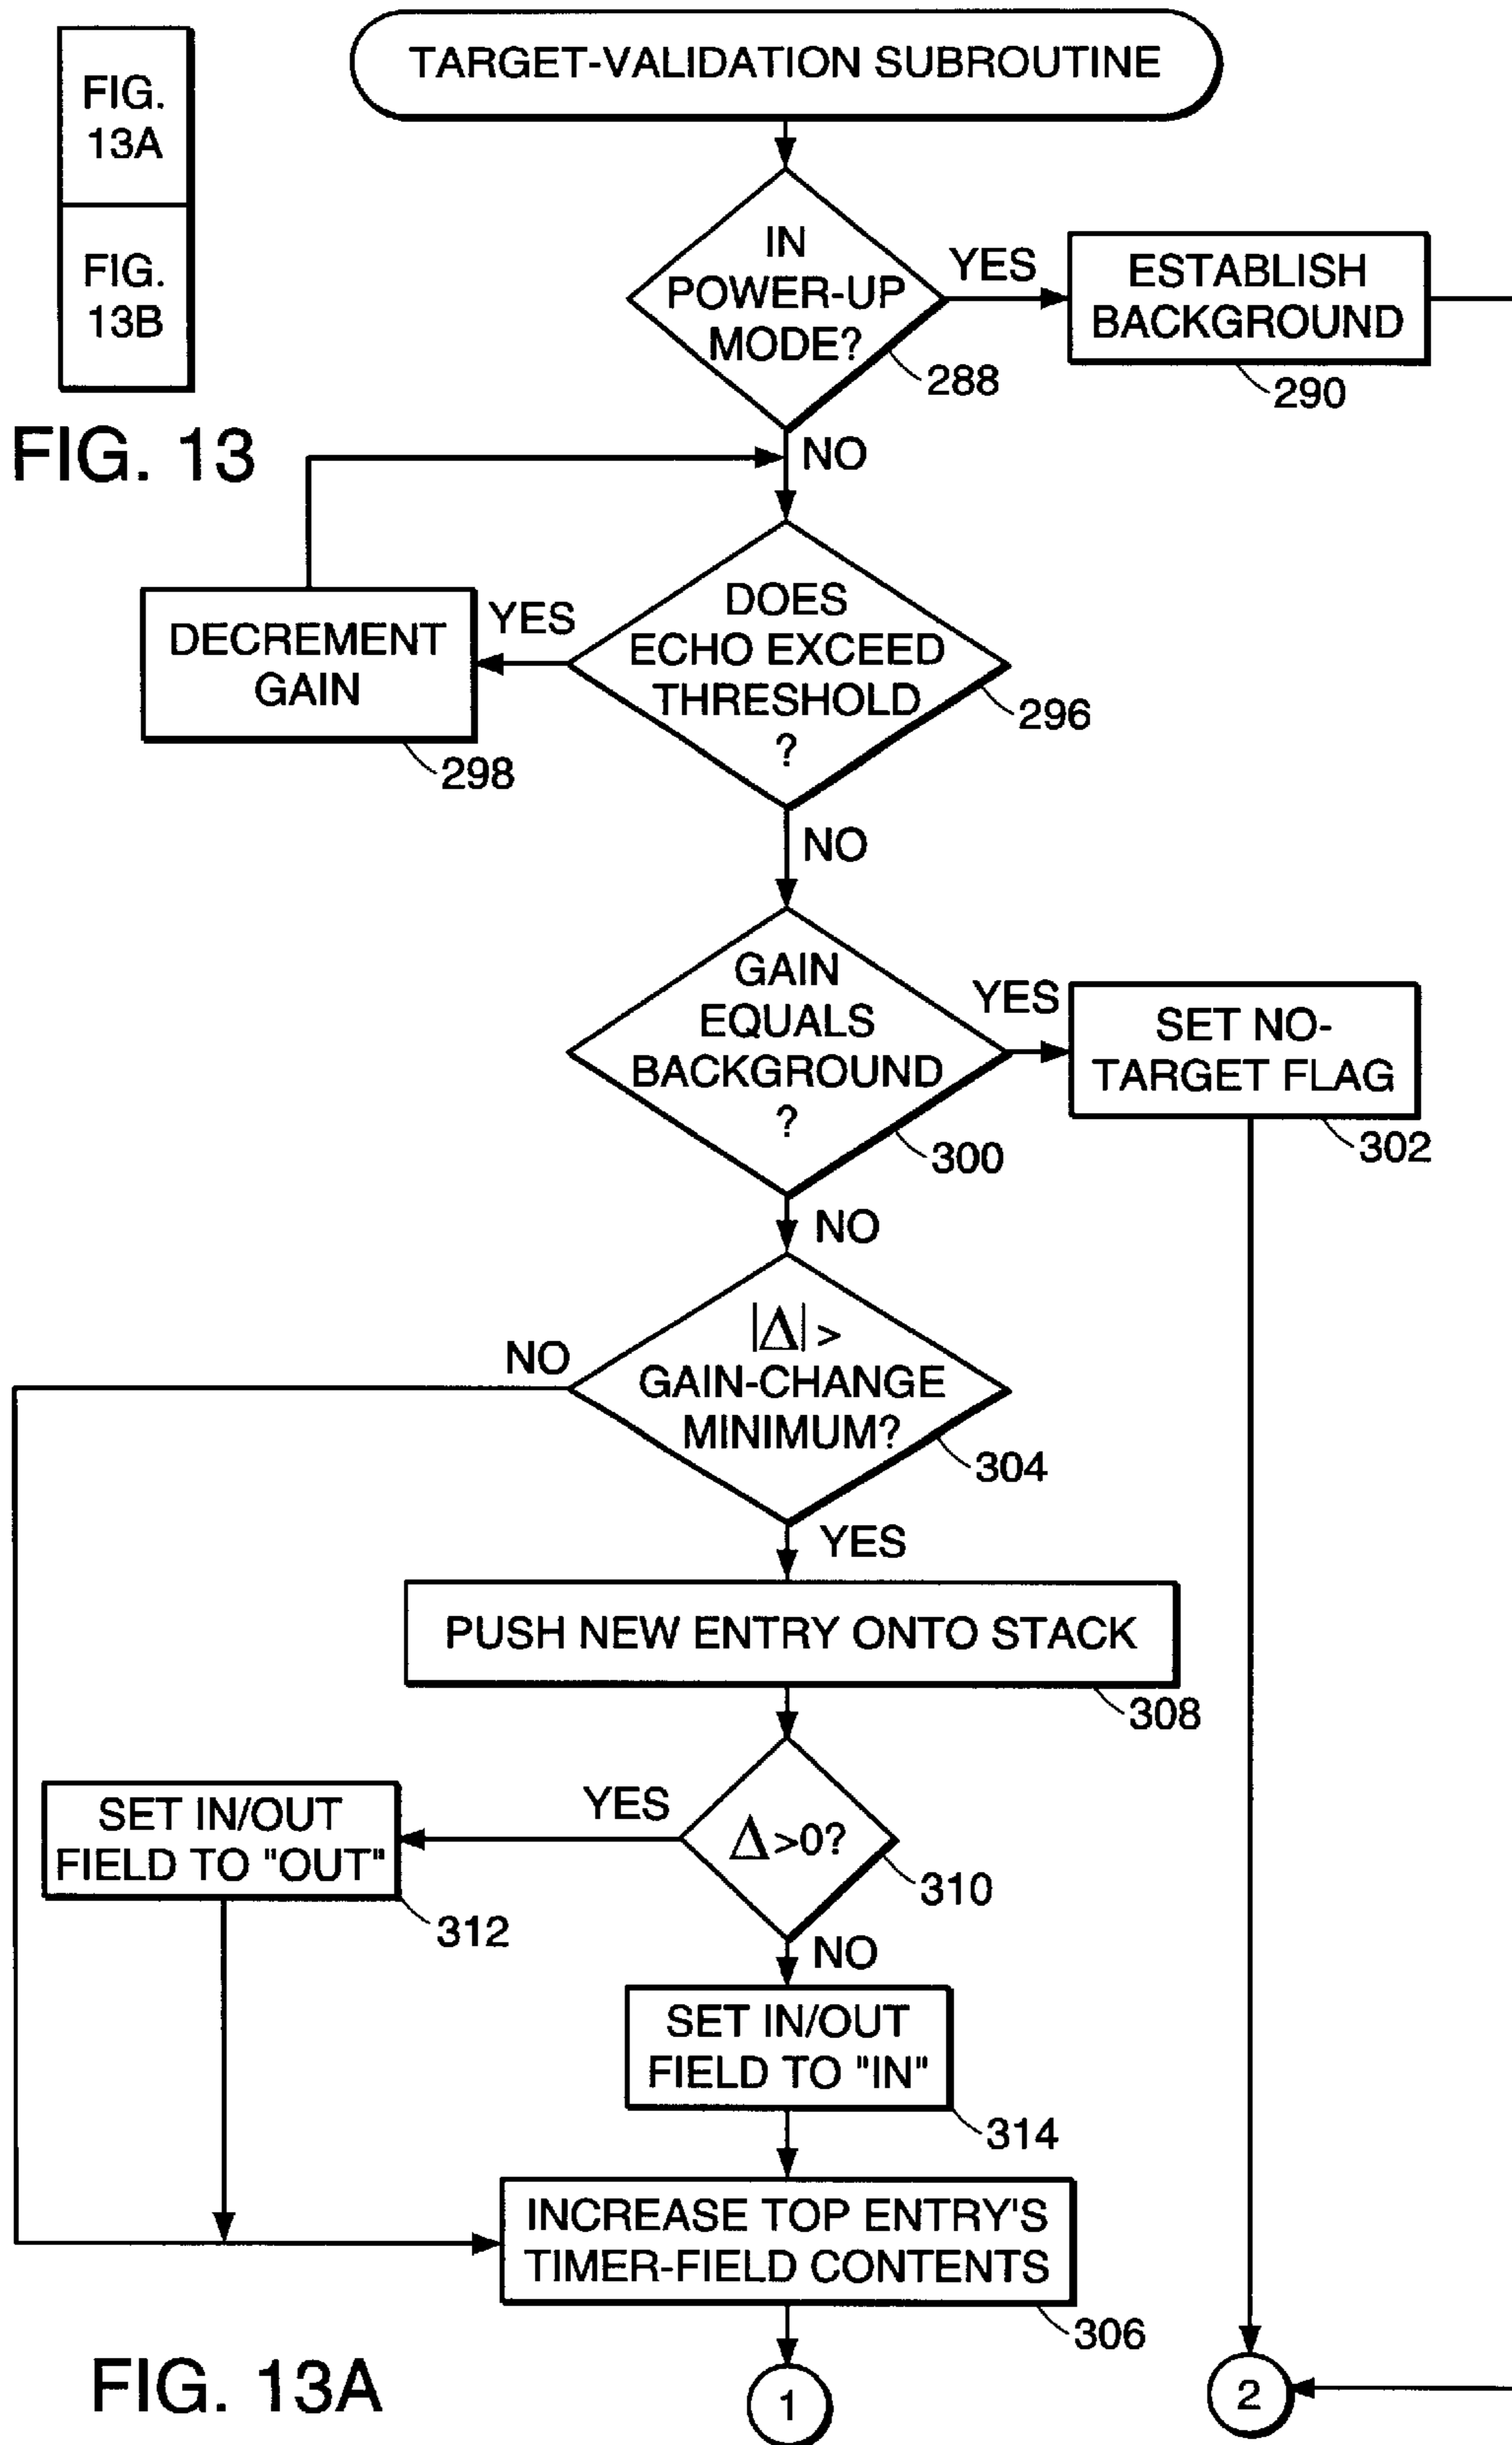 FIG.
13A
FIG.
13B
FIG. 13
TARGET-VALIDATION SUBROUTINE
IN
POWER-UP
MODE?
288
YES
ESTABLISH
BACKGROUND
290
NO
DOES
ECHO EXCEED
THRESHOLD
?
296
YES
DECREMENT
GAIN
298
NO
GAIN
EQUALS
BACKGROUND
?
300
YES
SET NO-
TARGET FLAG
302
NO
|Δ| >
GAIN-CHANGE
MINIMUM?
304
NO
YES
PUSH NEW ENTRY ONTO STACK
308
Δ >0?
310
YES
SET IN/OUT
FIELD TO "OUT"
312
NO
SET IN/OUT
FIELD TO "IN"
314
INCREASE TOP ENTRY'S
TIMER-FIELD CONTENTS
306
1
2
FIG. 13A